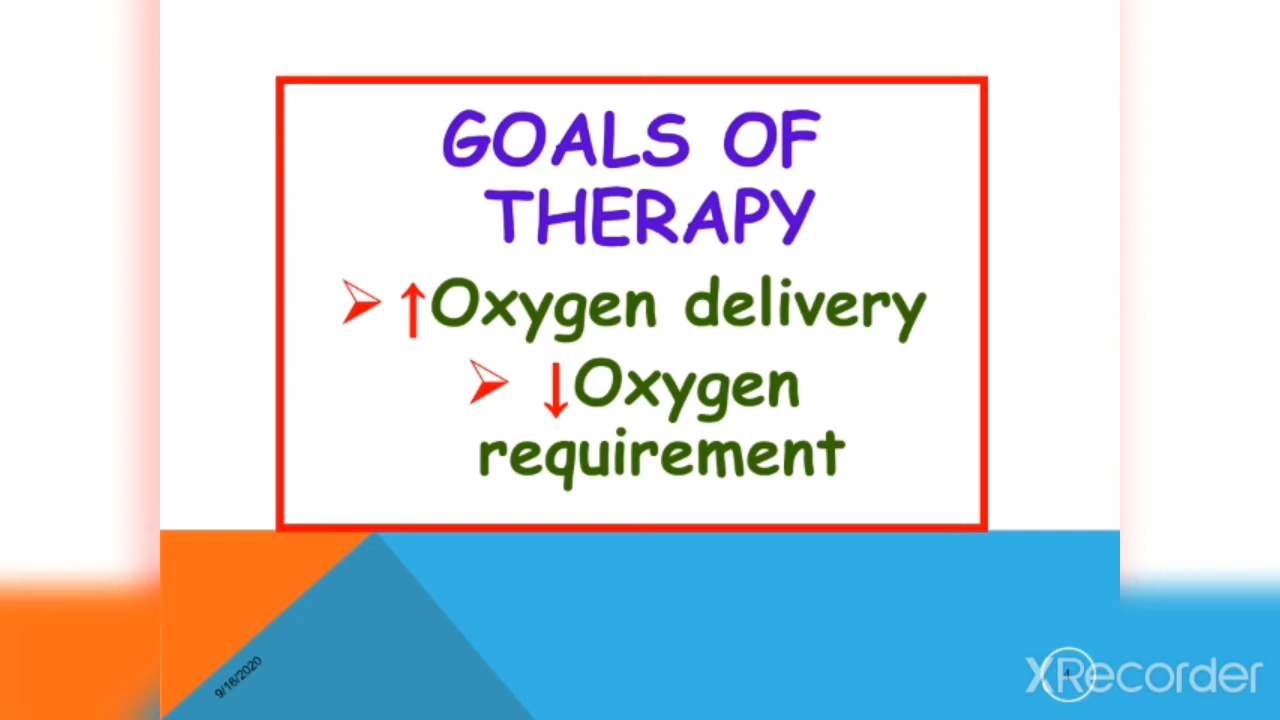 GOALS OF
THERAPY
➢ ↑Oxygen delivery
➢ ↓Oxygen
requirement
9/16/2020
XRecorder